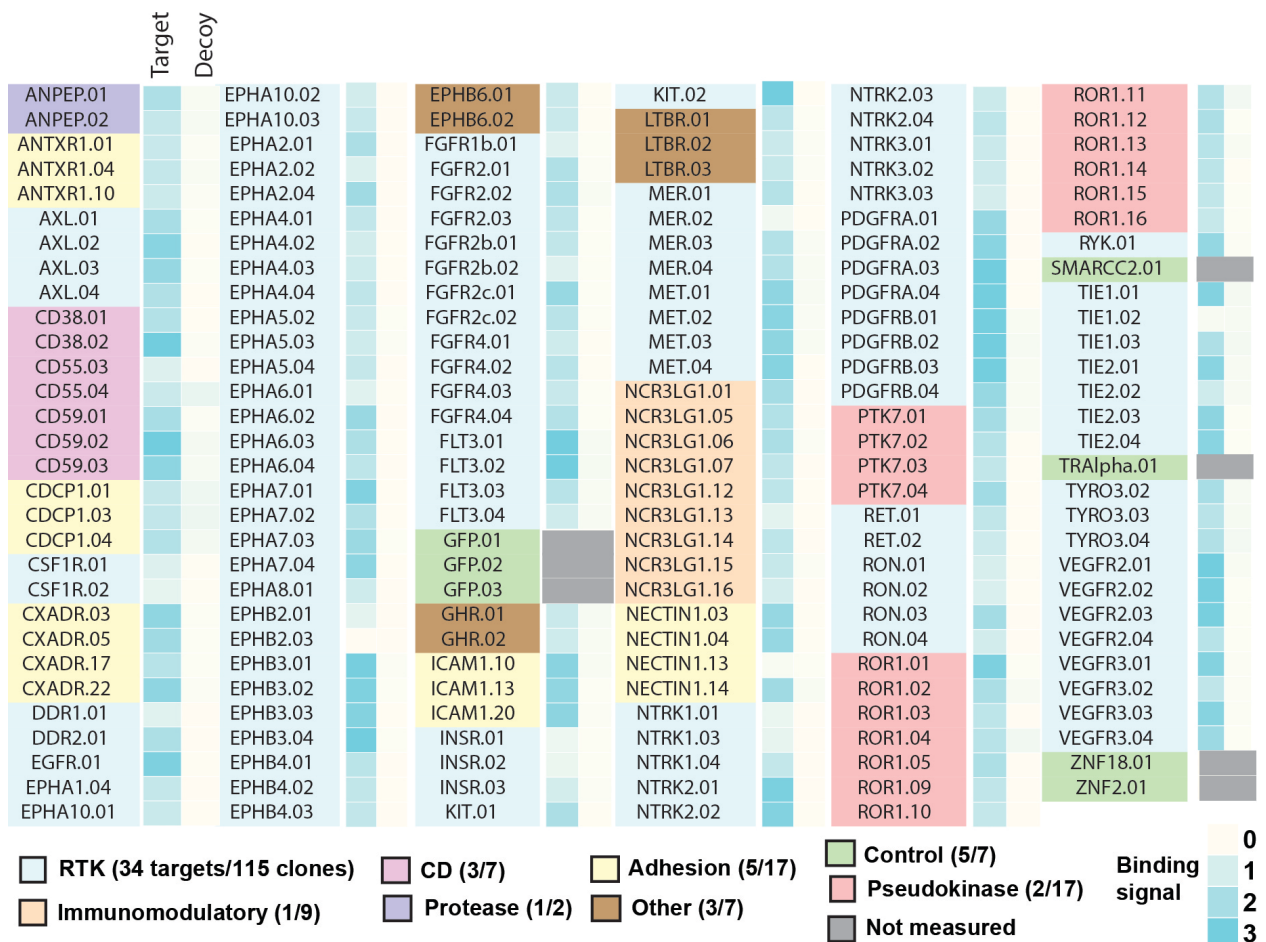 Target
Decoy
ANPEP.01
ANPEP.02
ANTXR1.01
ANTXR1.04
ANTXR1.10
AXL.01
AXL.02
AXL.03
AXL.04
CD38.01
CD38.02
CD55.03
CD55.04
CD59.01
CD59.02
CD59.03
CDCP1.01
CDCP1.03
CDCP1.04
CSF1R.01
CSF1R.02
CXADR.03
CXADR.05
CXADR.17
CXADR.22
DDR1.01
DDR2.01
EGFR.01
EPHA1.04
EPHA10.01
EPHA10.02
EPHA10.03
EPHA2.01
EPHA2.02
EPHA2.04
EPHA4.01
EPHA4.02
EPHA4.03
EPHA4.04
EPHA5.02
EPHA5.03
EPHA5.04
EPHA6.01
EPHA6.02
EPHA6.03
EPHA6.04
EPHA7.01
EPHA7.02
EPHA7.03
EPHA7.04
EPHA8.01
EPHB2.01
EPHB2.03
EPHB3.01
EPHB3.02
EPHB3.03
EPHB3.04
EPHB4.01
EPHB4.02
EPHB4.03
EPHB6.01
EPHB6.02
FGFR1b.01
FGFR2.01
FGFR2.02
FGFR2.03
FGFR2b.01
FGFR2b.02
FGFR2c.01
FGFR2c.02
FGFR4.01
FGFR4.02
FGFR4.03
FGFR4.04
FLT3.01
FLT3.02
FLT3.03
FLT3.04
GFP.01
GFP.02
GFP.03
GHR.01
GHR.02
ICAM1.10
ICAM1.13
ICAM1.20
INSR.01
INSR.02
INSR.03
KIT.01
KIT.02
LTBR.01
LTBR.02
LTBR.03
MER.01
MER.02
MER.03
MER.04
MET.01
MET.02
MET.03
MET.04
NCR3LG1.01
NCR3LG1.05
NCR3LG1.06
NCR3LG1.07
NCR3LG1.12
NCR3LG1.13
NCR3LG1.14
NCR3LG1.15
NCR3LG1.16
NECTIN1.03
NECTIN1.04
NECTIN1.13
NECTIN1.14
NTRK1.01
NTRK1.03
NTRK1.04
NTRK2.01
NTRK2.02
NTRK2.03
NTRK2.04
NTRK3.01
NTRK3.02
NTRK3.03
PDGFRA.01
PDGFRA.02
PDGFRA.03
PDGFRA.04
PDGFRB.01
PDGFRB.02
PDGFRB.03
PDGFRB.04
PTK7.01
PTK7.02
PTK7.03
PTK7.04
RET.01
RET.02
RON.01
RON.02
RON.03
RON.04
ROR1.01
ROR1.02
ROR1.03
ROR1.04
ROR1.05
ROR1.09
ROR1.10
ROR1.11
ROR1.12
ROR1.13
ROR1.14
ROR1.15
ROR1.16
RYK.01
SMARCC2.01
TIE1.01
TIE1.02
TIE1.03
TIE2.01
TIE2.02
TIE2.03
TIE2.04
TRAlpha.01
TYRO3.02
TYRO3.03
TYRO3.04
VEGFR2.01
VEGFR2.02
VEGFR2.03
VEGFR2.04
VEGFR3.01
VEGFR3.02
VEGFR3.03
VEGFR3.04
ZNF18.01
ZNF2.01
RTK (34 targets/115 clones)
Immunomodulatory (1/9)
CD (3/7)
Protease (1/2)
Adhesion (5/17)
Other (3/7)
Control (5/7)
Pseudokinase (2/17)
Not measured
Binding
signal
0
1
2
3